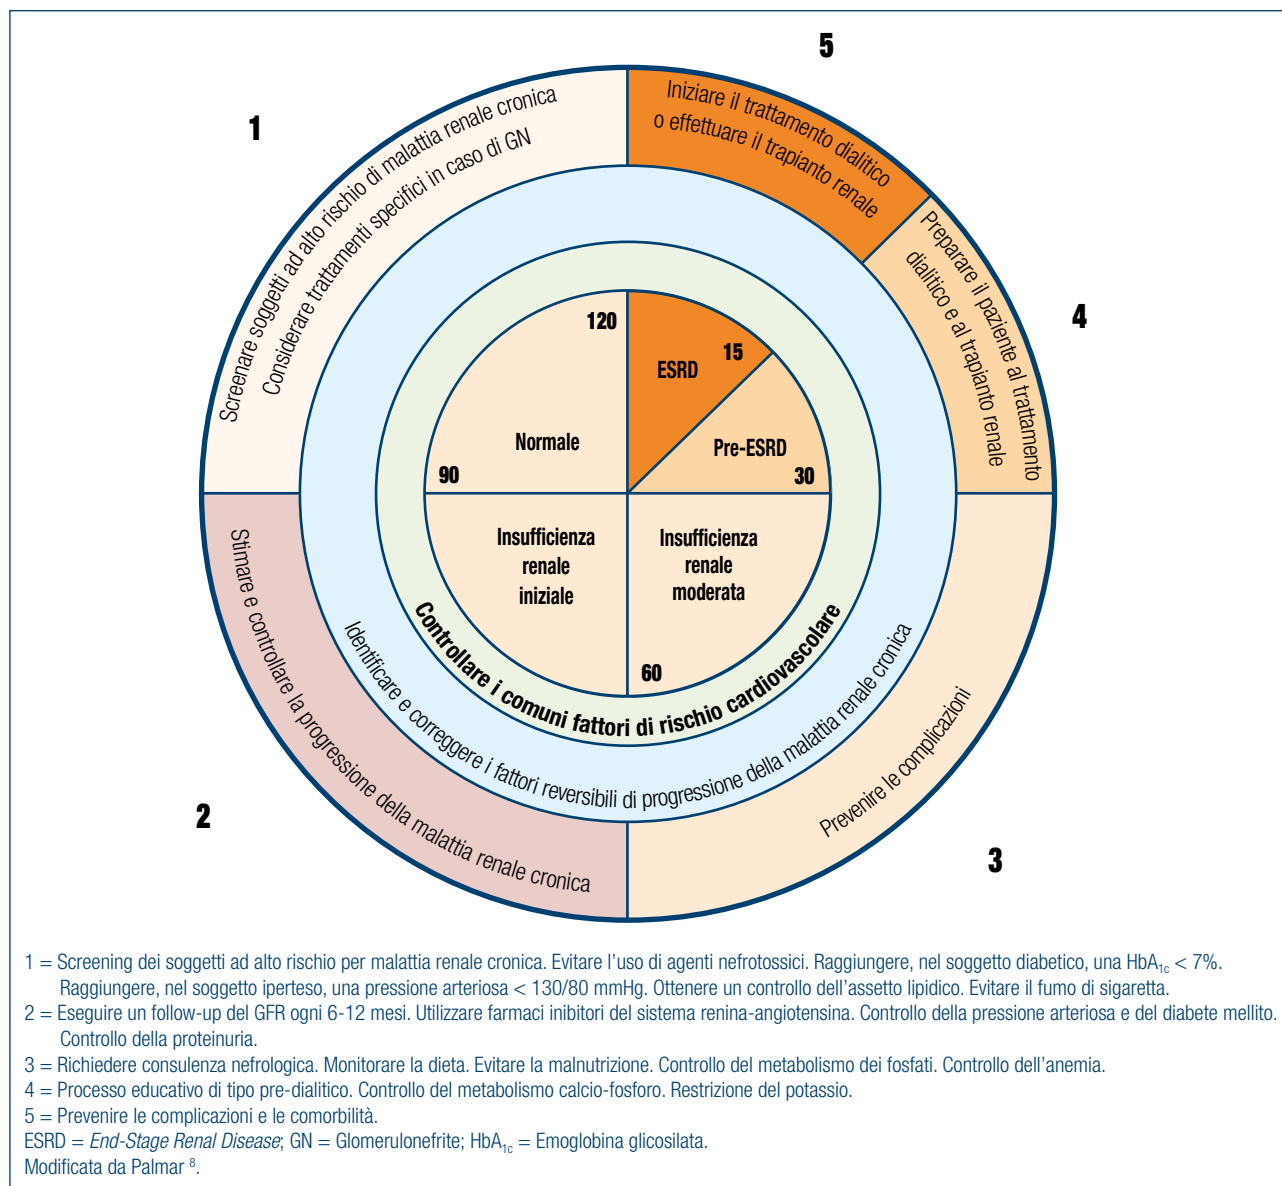 5
1
Screenare soggetti ad alto rischio di malattia renale cronica
Considerare trattamenti specifici in caso di GN
Iniziare il trattamento dialitico
o effettuare il trapianto renale
Preparare il paziente al trattamento
dialitico e al trapianto renale
4
120
15
ESRD
Normale
Pre-ESRD
90
30
Insufficienza
renale
iniziale
Insufficienza
renale
moderata
60
Controllare i comuni fattori di rischio cardiovascolare
Identificare e correggere i fattori reversibili di progressione della malattia renale cronica
Stimare e controllare la progressione della malattia renale cronica
Prevenire le complicazioni
2
3
1 = Screening dei soggetti ad alto rischio per malattia renale cronica. Evitare l’uso di agenti nefrotossici. Raggiungere, nel soggetto diabetico, una HbA1c < 7%.
Raggiungere, nel soggetto iperteso, una pressione arteriosa < 130/80 mmHg. Ottenere un controllo dell’assetto lipidico. Evitare il fumo di sigaretta.
2 = Eseguire un follow-up del GFR ogni 6-12 mesi. Utilizzare farmaci inibitori del sistema renina-angiotensina. Controllo della pressione arteriosa e del diabete mellito.
Controllo della proteinuria.
3 = Richiedere consulenza nefrologica. Monitorare la dieta. Evitare la malnutrizione. Controllo del metabolismo dei fosfati. Controllo dell’anemia.
4 = Processo educativo di tipo pre-dialitico. Controllo del metabolismo calcio-fosforo. Restrizione del potassio.
5 = Prevenire le complicazioni e le comorbilità.
ESRD = End-Stage Renal Disease; GN = Glomerulonefrite; HbA1c = Emoglobina glicosilata.
Modificata da Palmar 8.